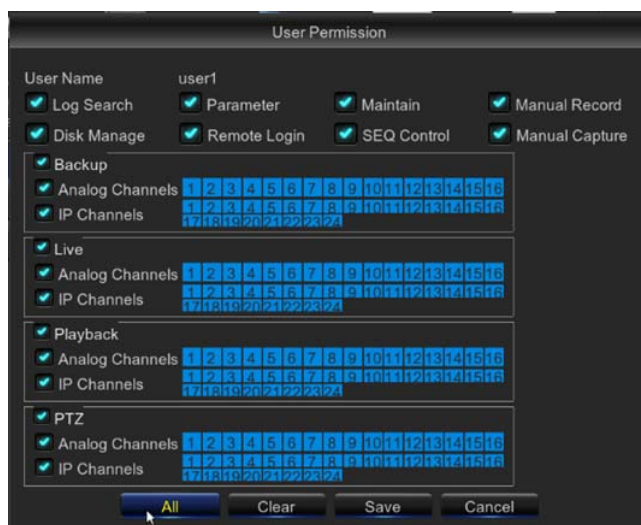 User Permission
User Name user1
Log Search Parameter Maintain Manual Record
Disk Manage Remote Login SEQ Control Manual Capture
Backup
Analog Channels 1 2 3 4 5 6 7 8 9 10 11 12 13 14 15 16
IP Channels 1 2 3 4 5 6 7 8 9 10 11 12 13 14 15 16
17 18 19 20 21 22 23 24
Live
Analog Channels 1 2 3 4 5 6 7 8 9 10 11 12 13 14 15 16
IP Channels 1 2 3 4 5 6 7 8 9 10 11 12 13 14 15 16
17 18 19 20 21 22 23 24
Playback
Analog Channels 1 2 3 4 5 6 7 8 9 10 11 12 13 14 15 16
IP Channels 1 2 3 4 5 6 7 8 9 10 11 12 13 14 15 16
17 18 19 20 21 22 23 24
PTZ
Analog Channels 1 2 3 4 5 6 7 8 9 10 11 12 13 14 15 16
IP Channels 1 2 3 4 5 6 7 8 9 10 11 12 13 14 15 16
17 18 19 20 21 22 23 24
All Clear Save Cancel